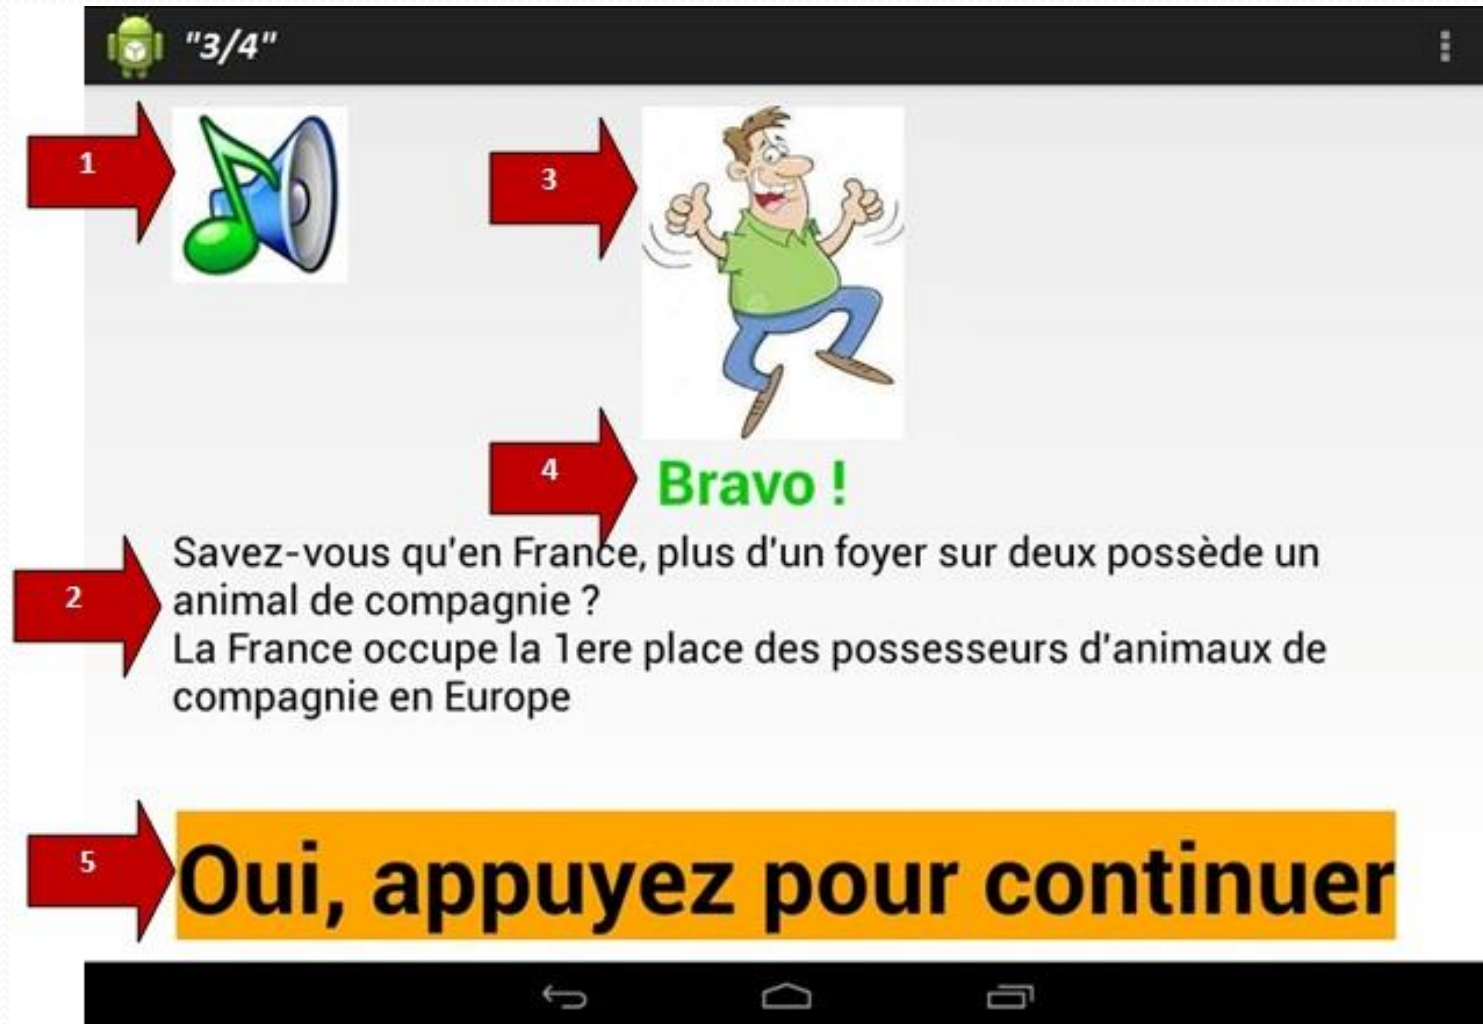 "3/4"
1
3
4
Bravo !
Savez-vous qu'en France, plus d'un foyer sur deux possède un
2
animal de compagnie ?
La France occupe la 1ere place des possesseurs d'animaux de
compagnie en Europe
5
Oui, appuyez pour continuer